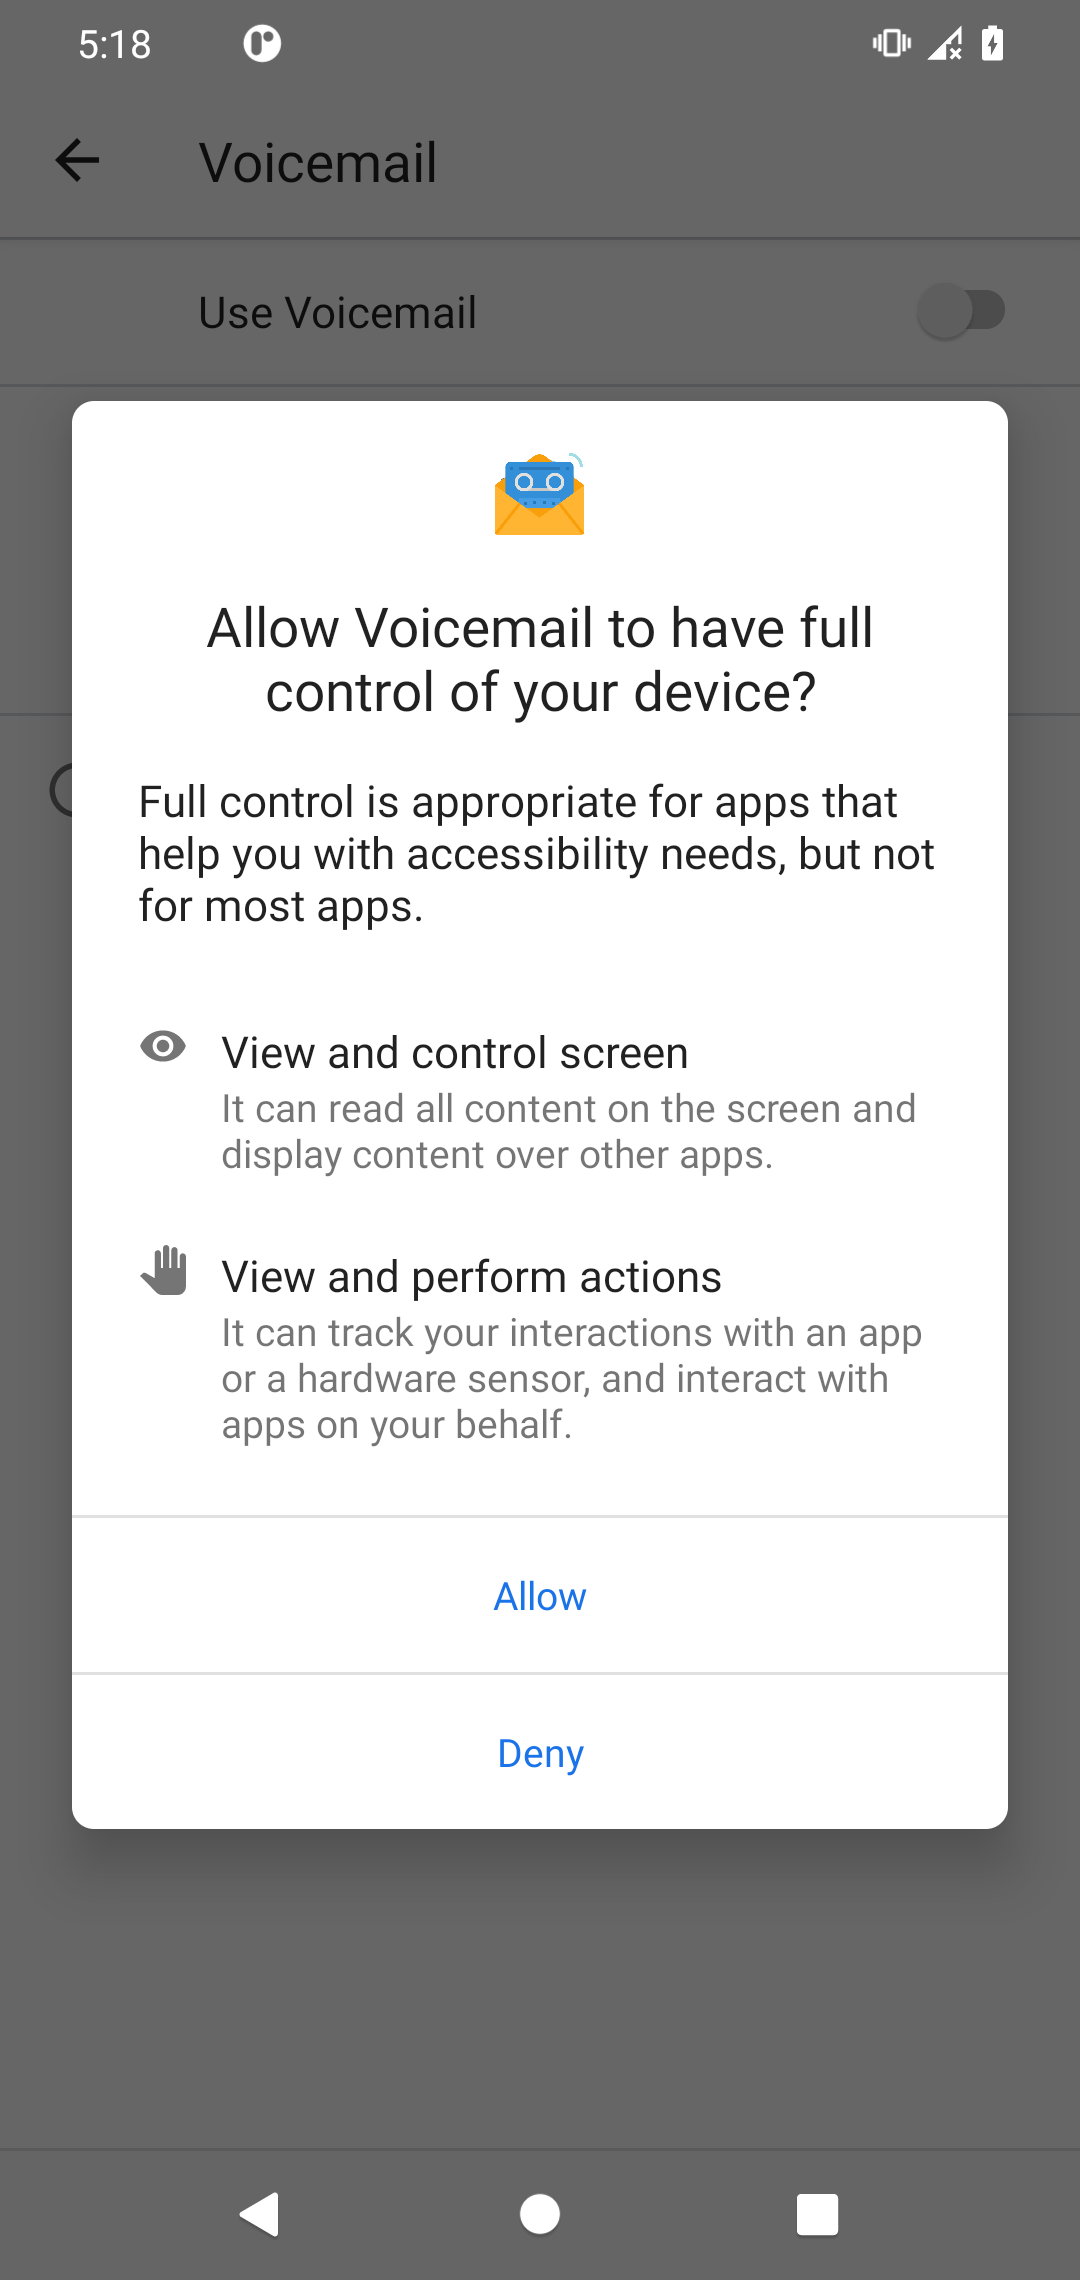 5:18
Voicemail
Use Voicemail
Allow Voicemail to have full
control of your device?
Full control is appropriate for apps that
help you with accessibility needs, but not
for most apps.
View and control screen
It can read all content on the screen and
display content over other apps.
View and perform actions
It can track your interactions with an app
or a hardware sensor, and interact with
apps on your behalf.
Allow
Deny